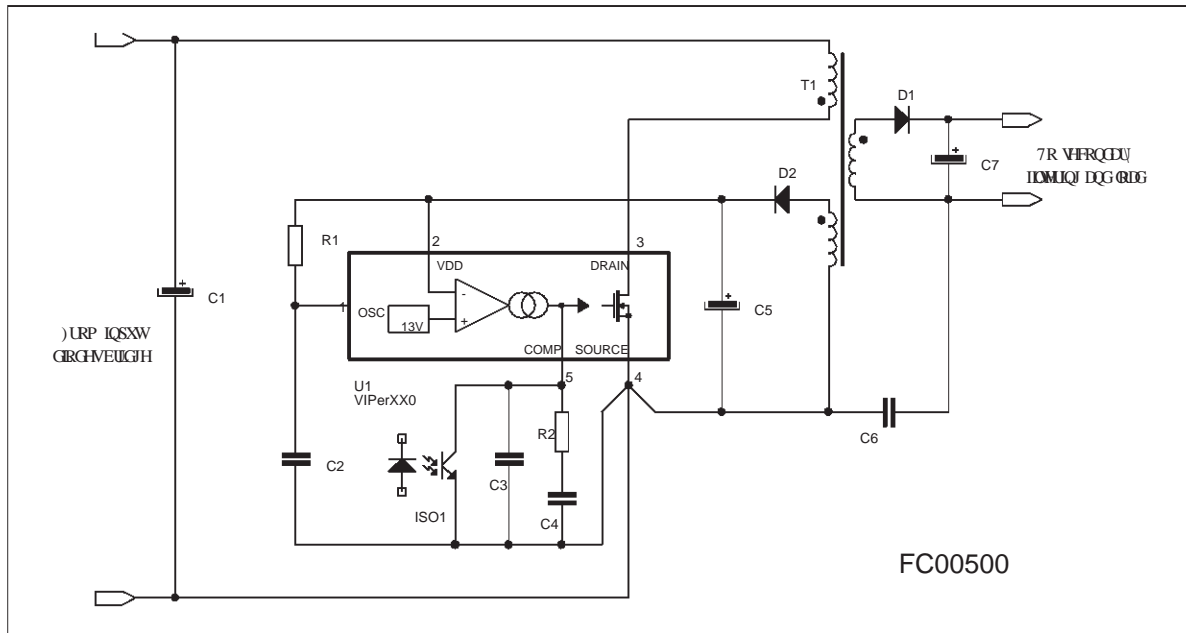 T1
D1
C7
D2
R1
2
3
VDD
DRAIN
1
OSC
13V
-
+
C1
C5
COMP
SOURCE
5
4
U1
VIPerXX0
R2
C6
C2
C3
ISO1
C4
FC00500